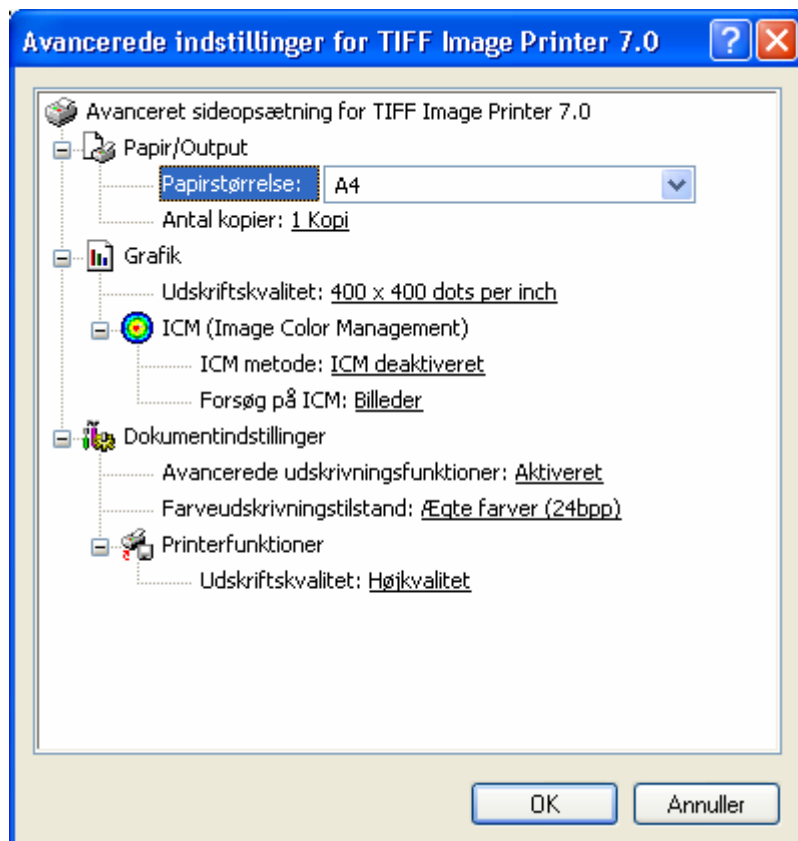 Avancerede indstillinger for TIFF Image Printer 7.0
Avanceret sideopsætning for TIFF Image Printer 7.0
Papir/Output
Papirstørrelse: A4
Antal kopier: 1 Kopi
Grafik
Udskriftskvalitet: 400 x 400 dots per inch
ICM (Image Color Management)
ICM metode: ICM deaktiveret
Forsøg på ICM: Billeder
Dokumentindstillinger
Avancerede udskrivningsfunktioner: Aktiveret
Farveudskrivningstilstand: Ægte farver (24bpp)
Printerfunktioner
Udskriftskvalitet: Højkvalitet
OK
Annuller